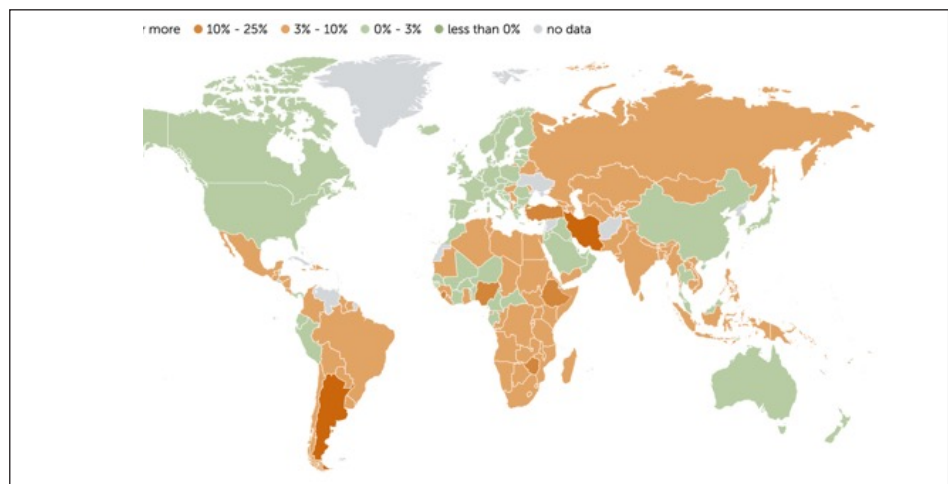 r more 10% - 25% 3% - 10% 0% - 3% less than 0% no data